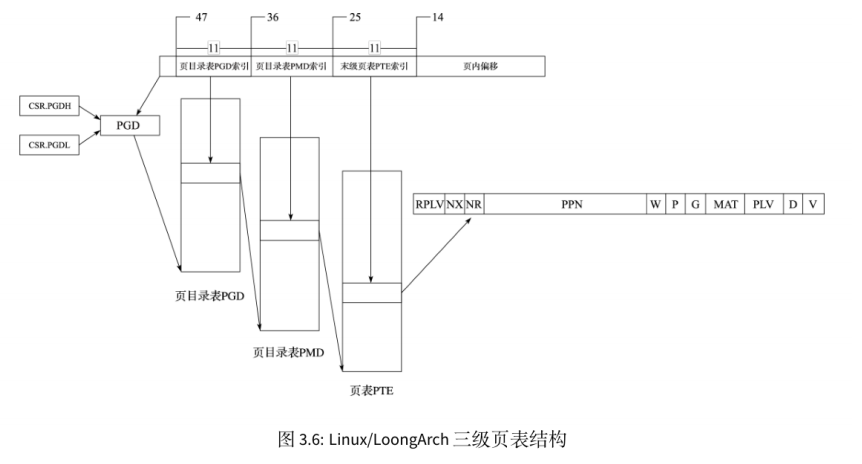 47 36 25 14
11 11 11
页目录表PGD索引 页目录表PMD索引 末级页表PTE索引 页内偏移
CSR.PGDH
PGD
CSR.PGDL
RPLV NX NR PPN W P G MAT PLV D V
页目录表PGD
页目录表PMD
页表PTE
图 3.6: Linux/LoongArch 三级页表结构